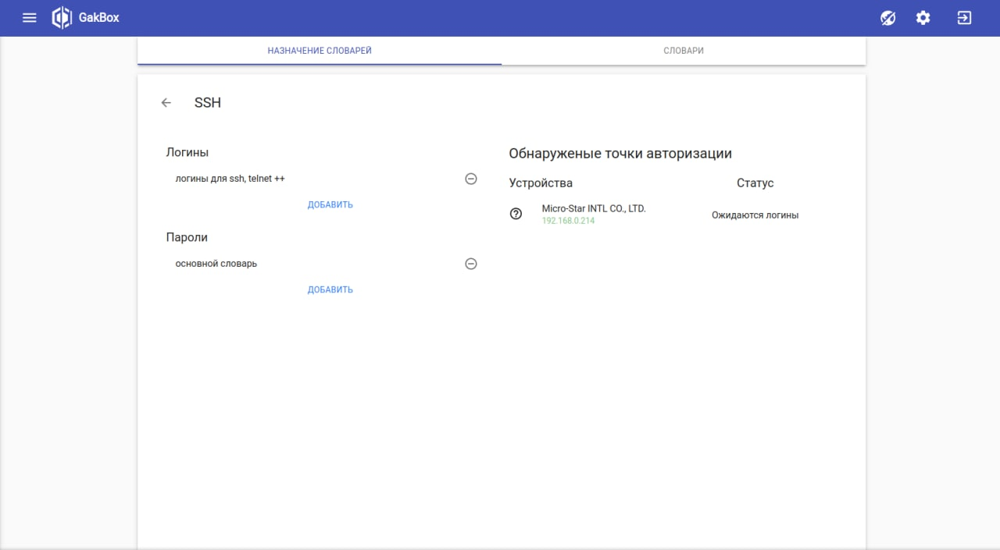 GakBox
НАЗНАЧЕНИЕ СЛОВАРЕЙ
СЛОВАРИ
SSH
Логины
логины для ssh, telnet ++
ДОБАВИТЬ
Пароли
основной словарь
ДОБАВИТЬ
Обнаруженые точки авторизации
Устройства Статус
Micro-Star INTL CO., LTD.
192.168.0.214
Ожидаются логины